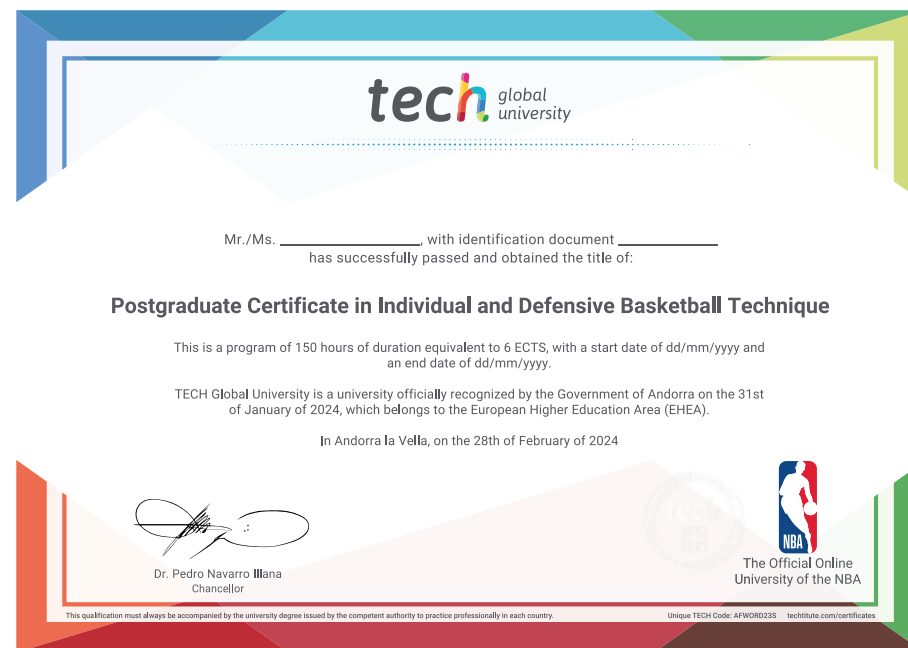 tech global university
Mr./Ms. ____________, with identification document ____________
has successfully passed and obtained the title of:
Postgraduate Certificate in Individual and Defensive Basketball Technique
This is a program of 150 hours of duration equivalent to 6 ECTS, with a start date of dd/mm/yyyy and
an end date of dd/mm/yyyy.
TECH Global University is a university officially recognized by the Government of Andorra on the 31st
of January of 2024, which belongs to the European Higher Education Area (EHEA).
In Andorra la Vella, on the 28th of February of 2024
Dr. Pedro Navarro Illana
Chancellor
NBA
The Official Online
University of the NBA
This qualification must always be accompanied by the university degree issued by the competent authority to practice professionally in each country.
Unique TECH Code: AFWORD23S techtitute.com/certificates